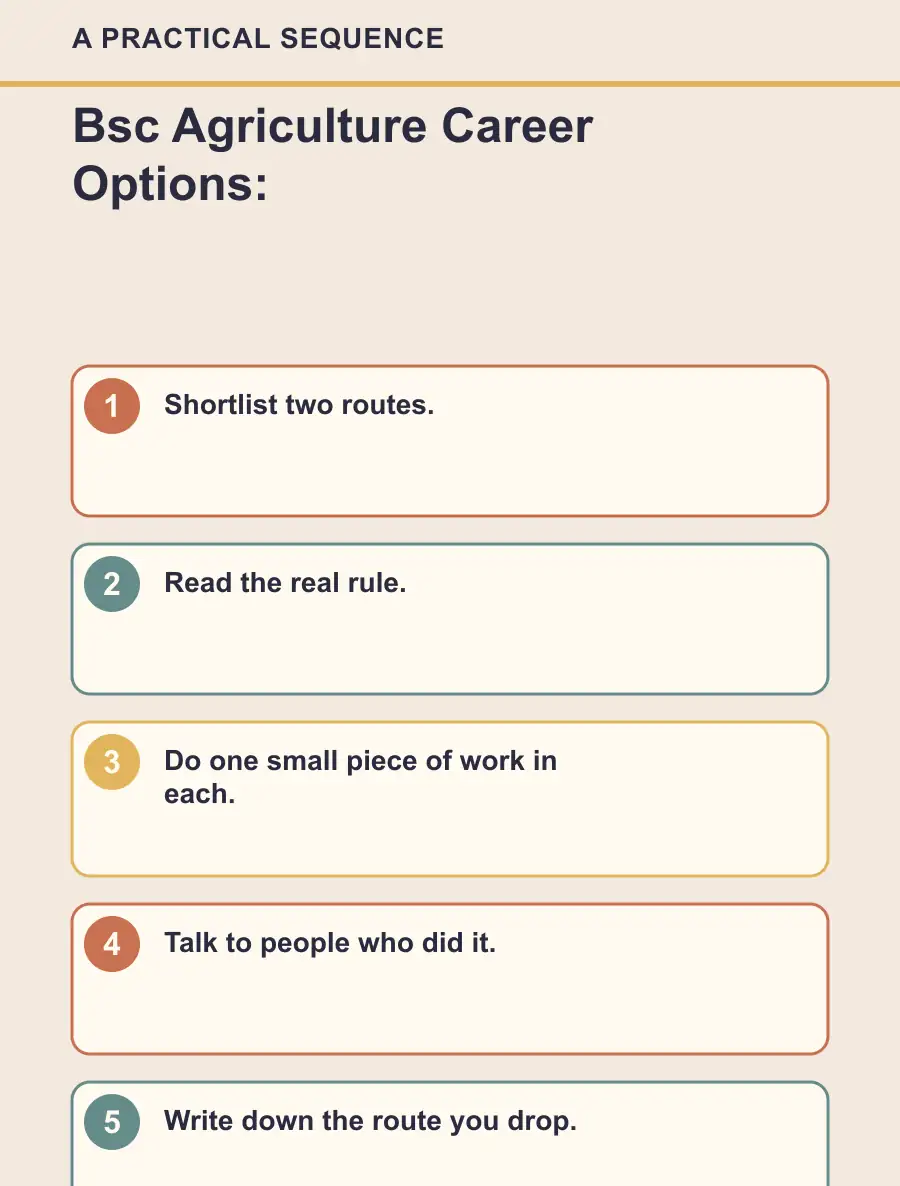 A PRACTICAL SEQUENCE
Bsc Agriculture Career
Options:
1
Shortlist two routes.
2
Read the real rule.
3
Do one small piece of work in
each.
4
Talk to people who did it.
5
Write down the route you drop.